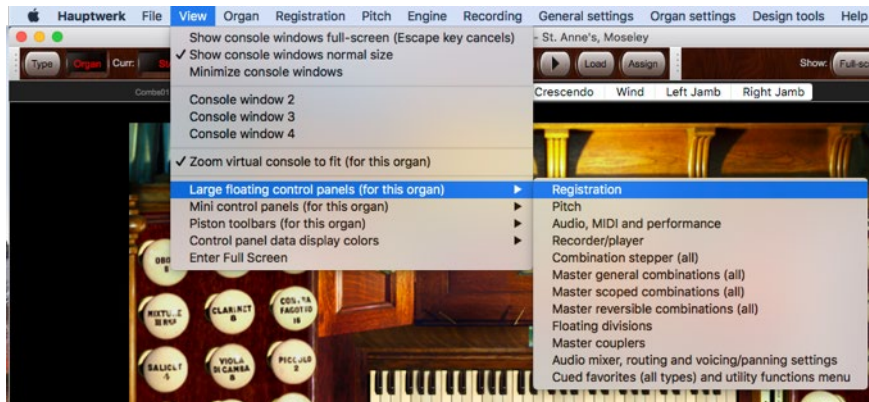 Hauptwerk File View Organ Registration Pitch Engine Recording General settings Organ settings Design tools Help
- St. Anne's, Moseley
Type Organ Curr: Load Assign Show: Full-sc
Combs01 Crescendo Wind Left Jamb Right Jamb
Show console windows full-screen (Escape key cancels)
✓ Show console windows normal size
Minimize console windows
Console window 2
Console window 3
Console window 4
✓ Zoom virtual console to fit (for this organ)
Large floating control panels (for this organ)
Mini control panels (for this organ)
Piston toolbars (for this organ)
Control panel data display colors
Enter Full Screen
Registration
Pitch
Audio, MIDI and performance
Recorder/player
Combination stepper (all)
Master general combinations (all)
Master scoped combinations (all)
Master reversible combinations (all)
Floating divisions
Master couplers
Audio mixer, routing and voicing/panning settings
Cued favorites (all types) and utility functions menu
CLARINET
8
FAGOTTO
16
VIOLA
DI GAMBA
8
PICCOLO
2